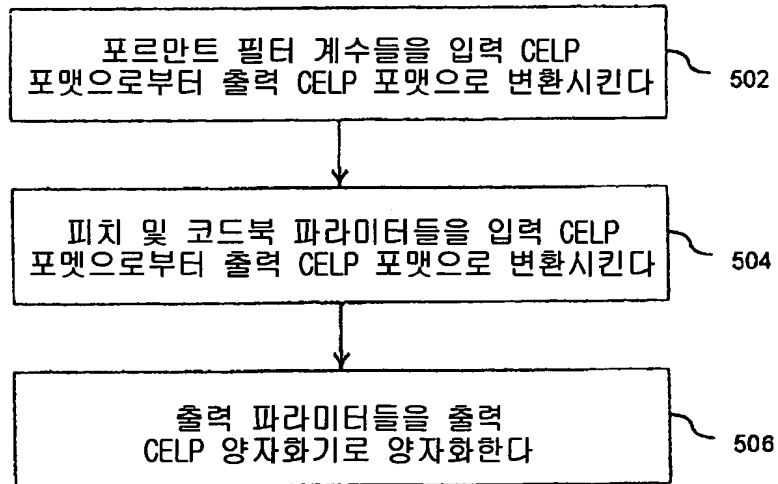 포르만트 필터 계수들을 입력 CELP
포맷으로부터 출력 CELP 포맷으로 변환시킨다
502
피치 및 코드북 파라미터들을 입력 CELP
포멧으로부터 출력 CELP 포맷으로 변환시킨다
504
출력 파라미터들을 출력
CELP 양자화기로 양자화한다
506